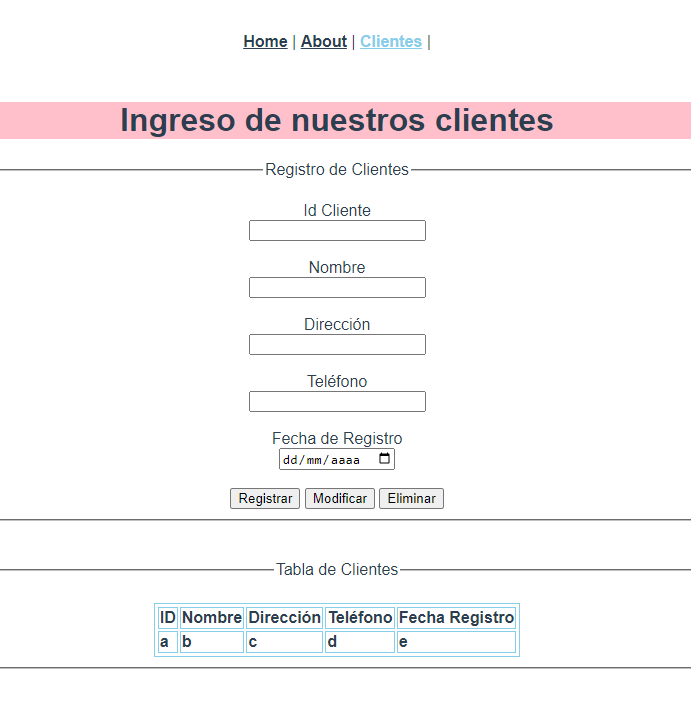 Home | About | Clientes |
Ingreso de nuestros clientes
Registro de Clientes
Id Cliente
Nombre
Dirección
Teléfono
Fecha de Registro
dd/mm/aaaa
Registrar Modificar Eliminar
Tabla de Clientes
ID Nombre Dirección Teléfono Fecha Registro
a b c d e